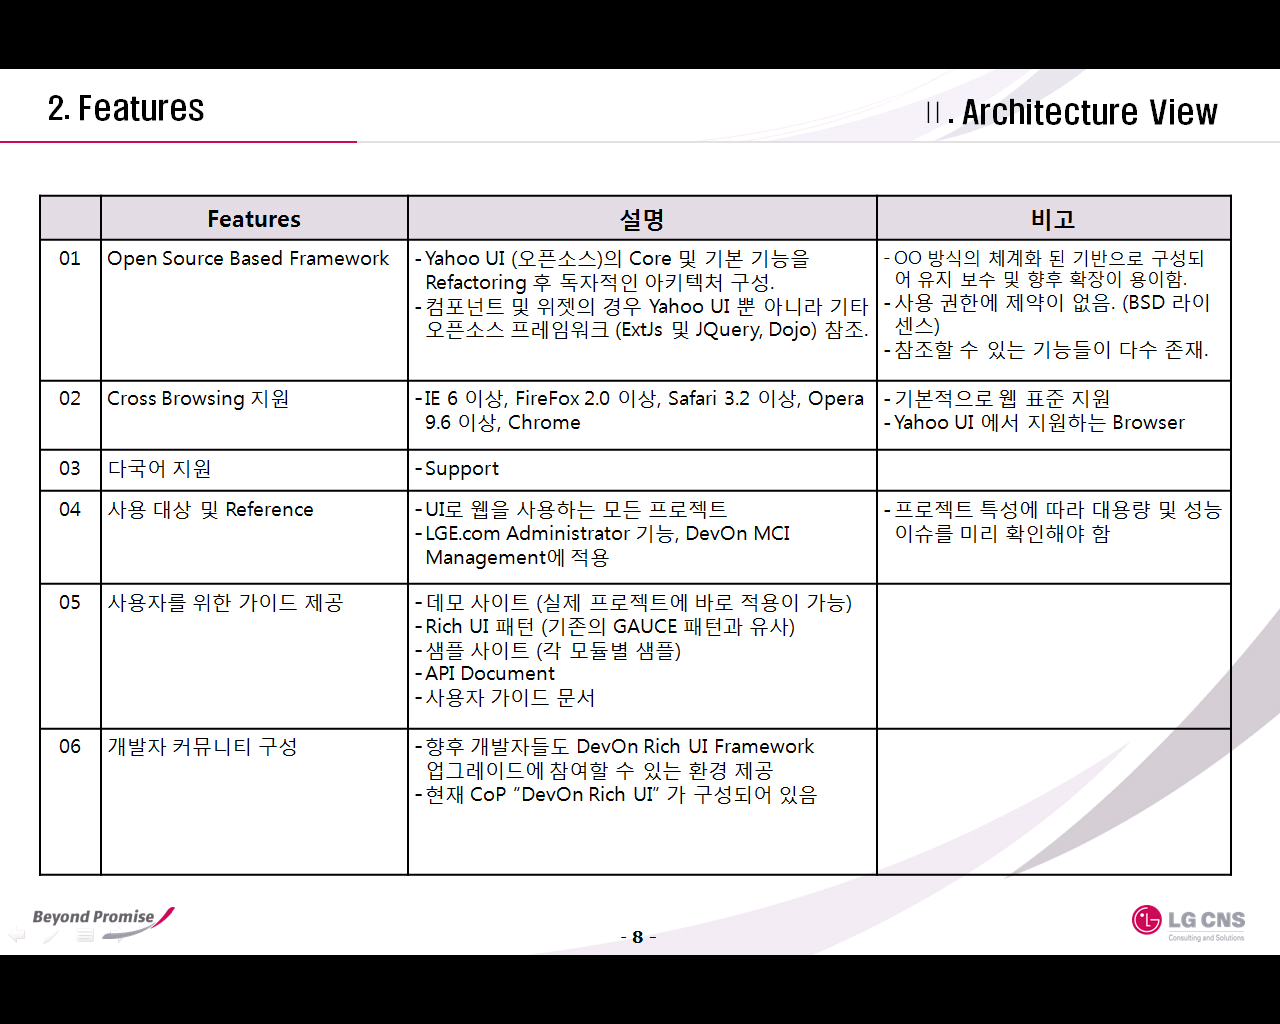 2. Features
Ⅱ. Architecture View
Features
설명
비고
01
Open Source Based Framework
- Yahoo UI (오픈소스)의 Core 및 기본 기능을
Refactoring 후 독자적인 아키텍처 구성.
- 컴포넌트 및 위젯의 경우 Yahoo UI 뿐 아니라 기타
오픈소스 프레임워크 (ExtJs 및 JQuery, Dojo) 참조.
- OO 방식의 체계화 된 기반으로 구성되
어 유지 보수 및 향후 확장이 용이함.
- 사용 권한에 제약이 없음. (BSD 라이
센스)
- 참조할 수 있는 기능들이 다수 존재.
02
Cross Browsing 지원
- IE 6 이상, FireFox 2.0 이상, Safari 3.2 이상, Opera
9.6 이상, Chrome
- 기본적으로 웹 표준 지원
- Yahoo UI 에서 지원하는 Browser
03
다국어 지원
- Support
04
사용 대상 및 Reference
- UI로 웹을 사용하는 모든 프로젝트
- LGE.com Administrator 기능, DevOn MCI
Management에 적용
- 프로젝트 특성에 따라 대용량 및 성능
이슈를 미리 확인해야 함
05
사용자를 위한 가이드 제공
- 데모 사이트 (실제 프로젝트에 바로 적용이 가능)
- Rich UI 패턴 (기존의 GAUCE 패턴과 유사)
- 샘플 사이트 (각 모듈별 샘플)
- API Document
- 사용자 가이드 문서
06
개발자 커뮤니티 구성
- 향후 개발자들도 DevOn Rich UI Framework
업그레이드에 참여할 수 있는 환경 제공
- 현재 CoP “DevOn Rich UI” 가 구성되어 있음
Beyond Promise
- 8 -
LG CNS
Consulting and Solutions